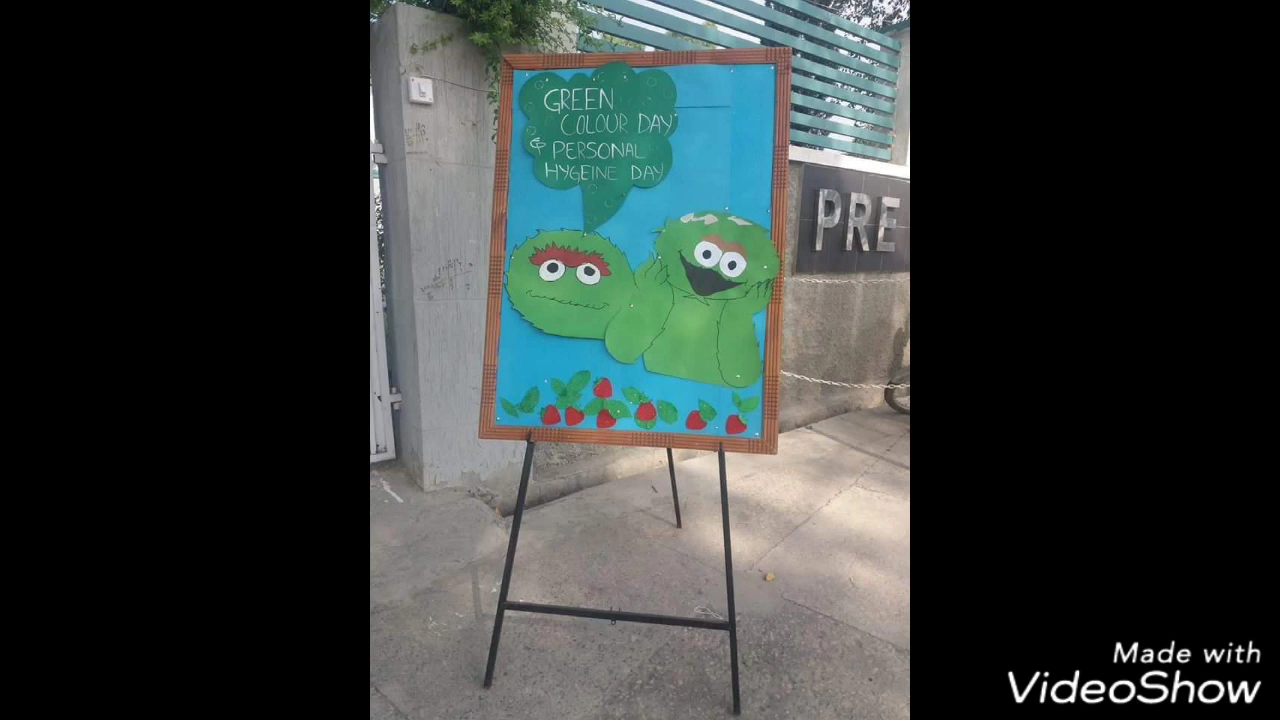 GREEN
COLOUR DAY
& PERSONAL
HYGEINE DAY
PRE
Made with
VideoShow